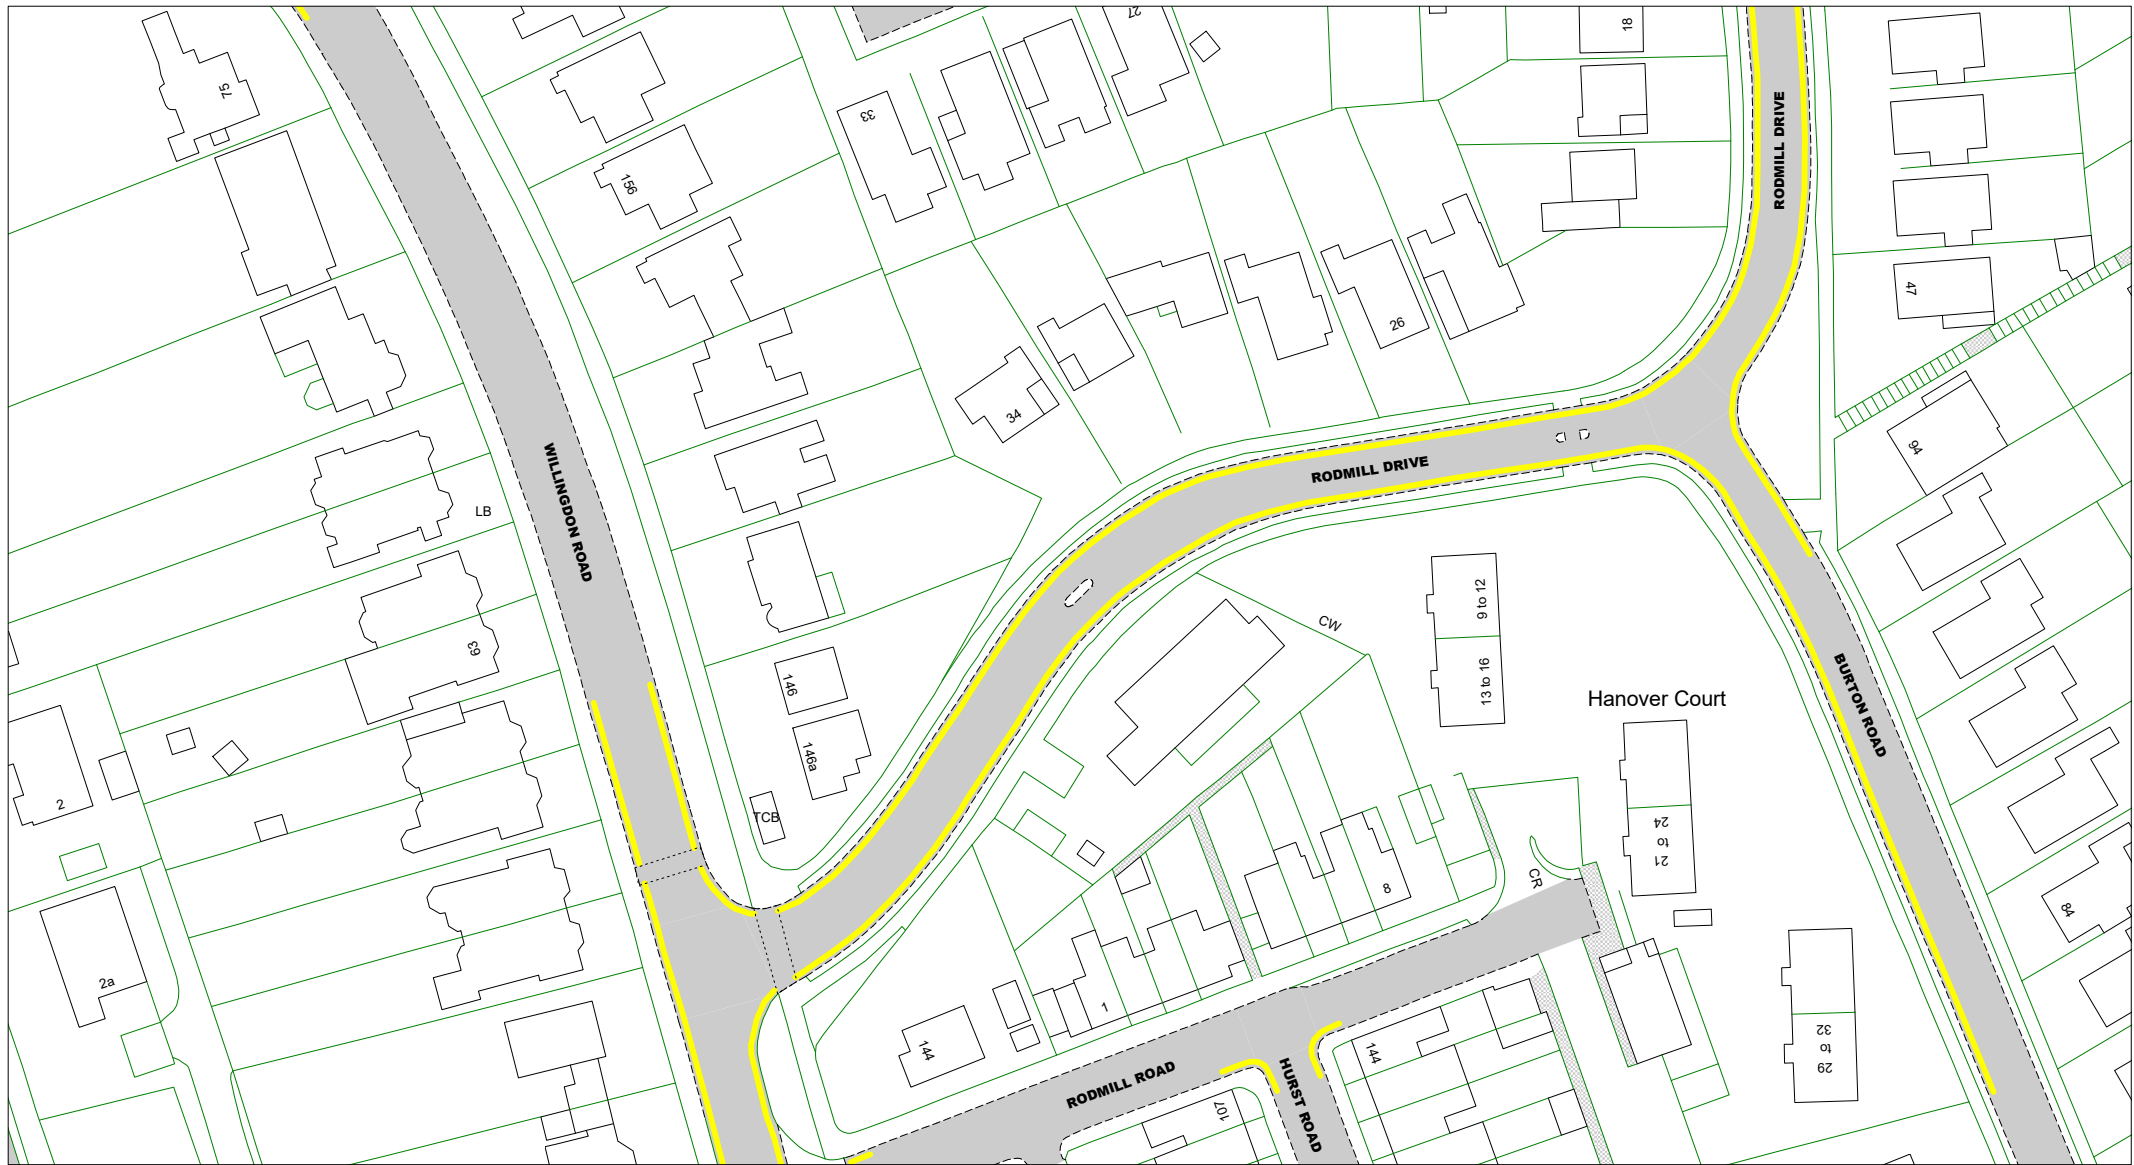 75
27
18
33
RODMILL DRIVE
156
47
26
34
RODMILL DRIVE
94
WILLINGDON ROAD
LB
9 to 12
CW
63
146
13 to 16
BURTON ROAD
Hanover Court
146a
2
TCB
21 to 24
8
CR
84
2a
1
144
29 to 32
144
HURST ROAD
RODMILL ROAD
107